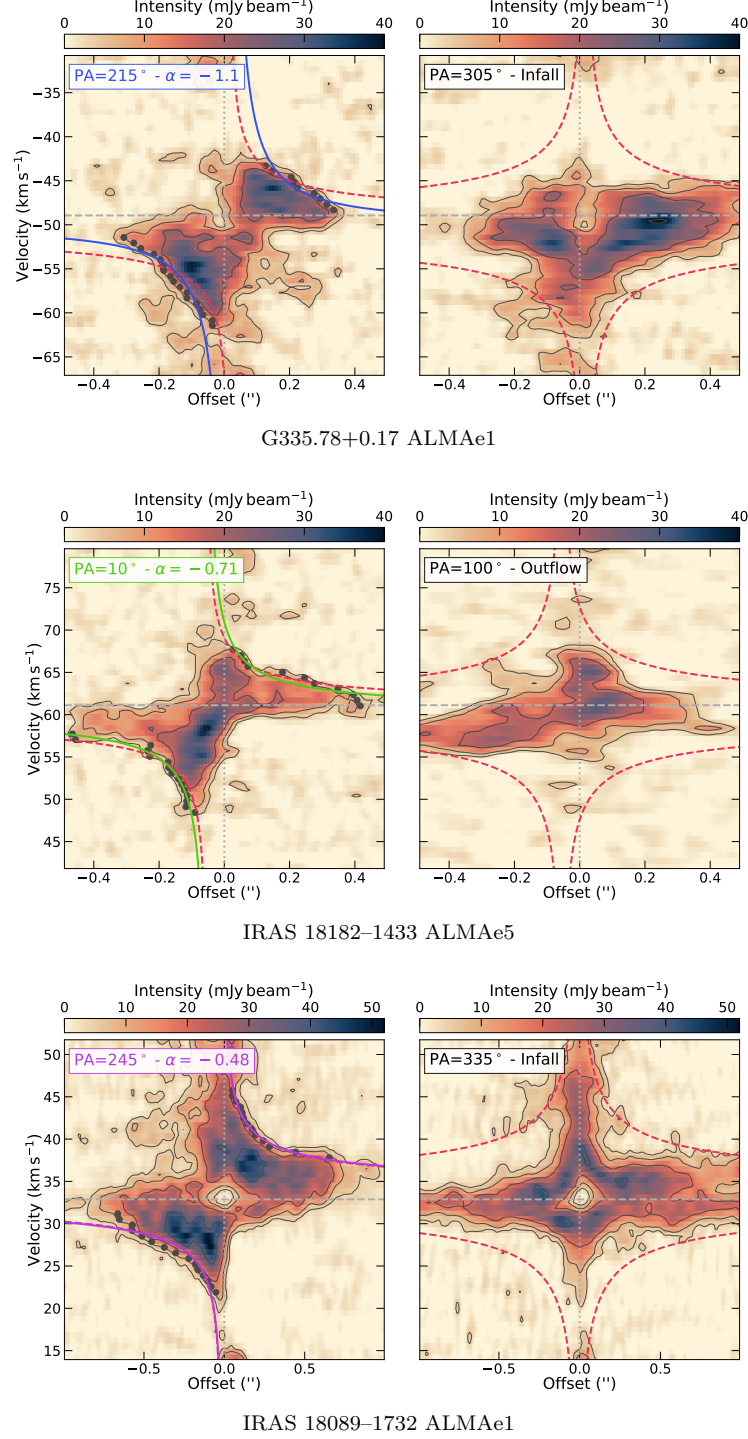 Intensity (mJy beam⁻¹)
Intensity (mJy beam⁻¹)
0 10 20 30 40
0 10 20 30 40
PA=215° - α = −1.1
PA=305° - Infall
Velocity (km s⁻¹)
−35
−40
−45
−50
−55
−60
−65
−0.4 −0.2 0.0 0.2 0.4
−0.4 −0.2 0.0 0.2 0.4
Offset ('')
Offset ('')
G335.78+0.17 ALMAe1
Intensity (mJy beam⁻¹)
Intensity (mJy beam⁻¹)
0 10 20 30 40
0 10 20 30 40
PA=10° - α = −0.71
PA=100° - Outflow
Velocity (km s⁻¹)
75
70
65
60
55
50
45
−0.4 −0.2 0.0 0.2 0.4
−0.4 −0.2 0.0 0.2 0.4
Offset ('')
Offset ('')
IRAS 18182–1433 ALMAe5
Intensity (mJy beam⁻¹)
Intensity (mJy beam⁻¹)
0 10 20 30 40 50
0 10 20 30 40 50
PA=245° - α = −0.48
PA=335° - Infall
Velocity (km s⁻¹)
50
45
40
35
30
25
20
15
−0.5 0.0 0.5
−0.5 0.0 0.5
Offset ('')
Offset ('')
IRAS 18089–1732 ALMAe1